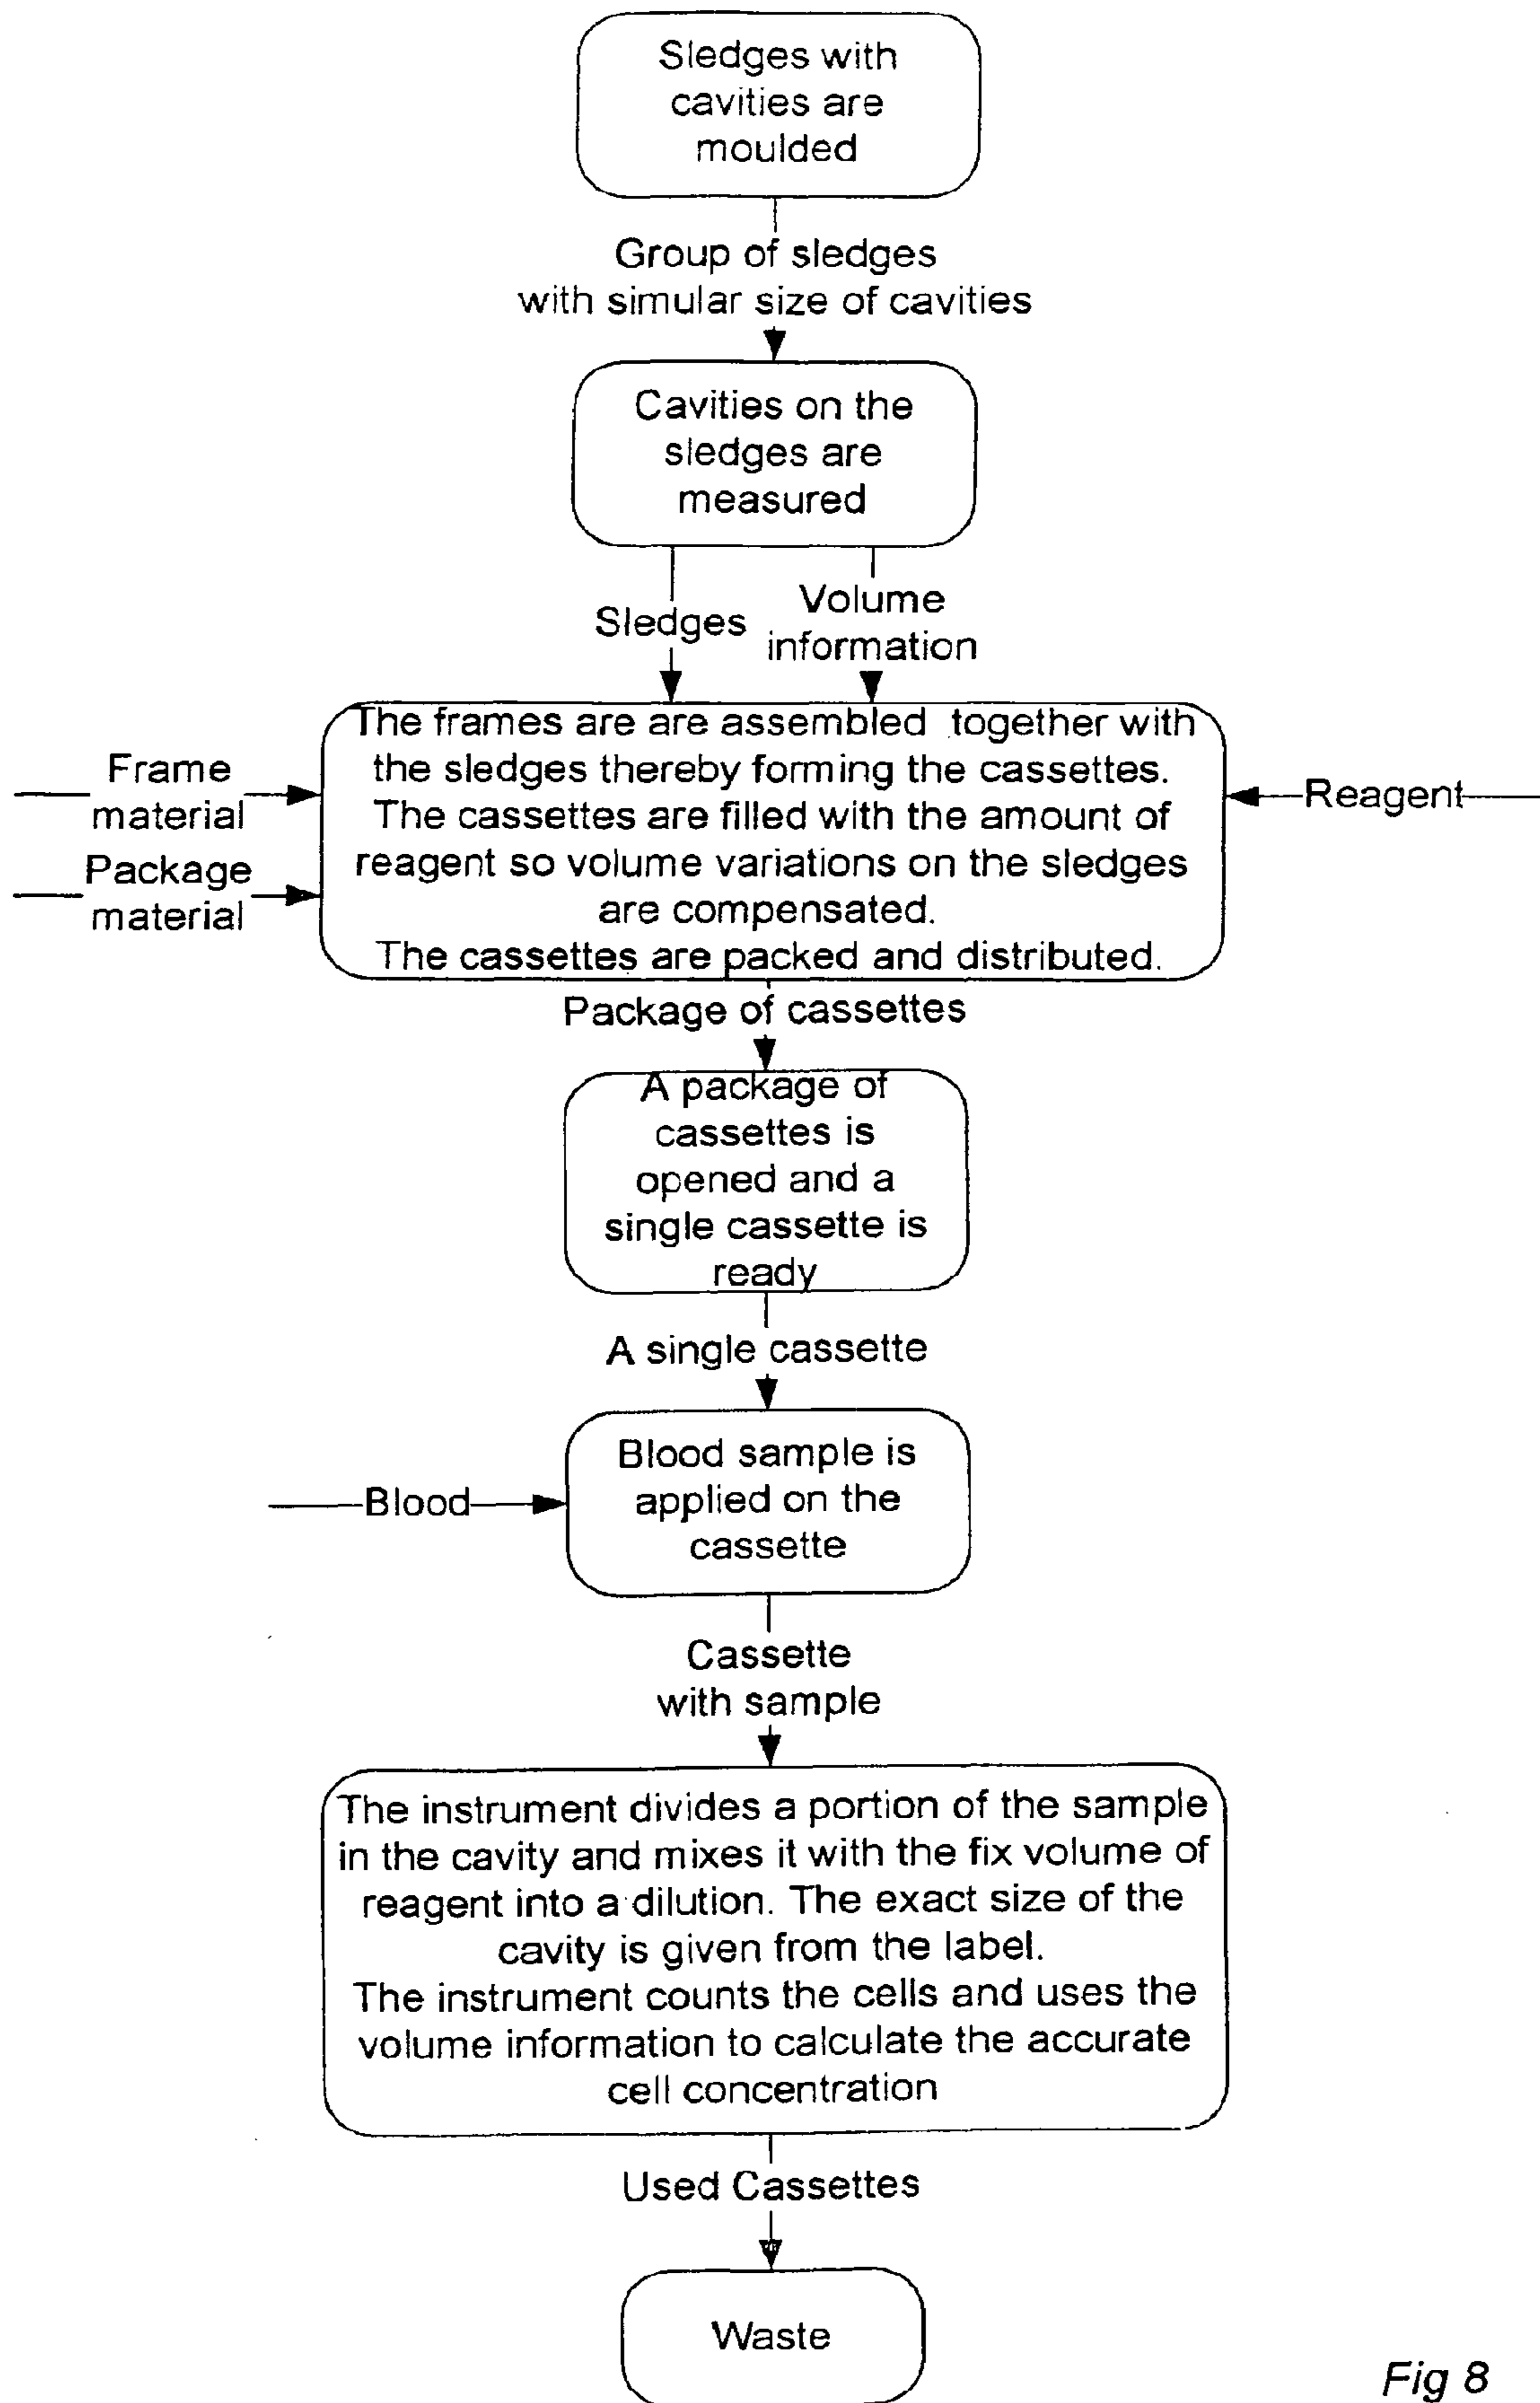 Sledges with
cavities are
moulded
Group of sledges
with simular size of cavities
Cavities on the
sledges are
measured
Sledges
Volume
information
Frame
material
Package
material
The frames are are assembled together with
the sledges thereby forming the cassettes.
The cassettes are filled with the amount of
reagent so volume variations on the sledges
are compensated.
The cassettes are packed and distributed.
Reagent
Package of cassettes
A package of
cassettes is
opened and a
single cassette is
ready
A single cassette
Blood
Blood sample is
applied on the
cassette
Cassette
with sample
The instrument divides a portion of the sample
in the cavity and mixes it with the fix volume of
reagent into a dilution. The exact size of the
cavity is given from the label.
The instrument counts the cells and uses the
volume information to calculate the accurate
cell concentration
Used Cassettes
Waste
Fig 8